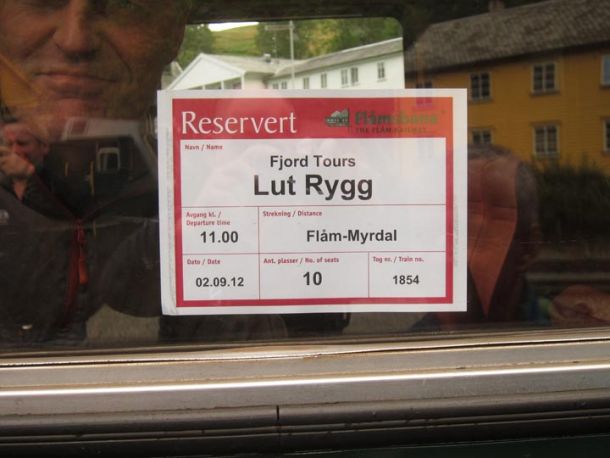 Reservert
Flåmsbana
THE FLÅM RAILWAY
Navn / Name
Fjord Tours
Lut Rygg
Avgang kl. /
Departure time
11.00
Strekning / Distance
Flåm-Myrdal
Dato / Date
02.09.12
Ant. plasser / No. of seats
10
Tog nr. / Train no.
1854